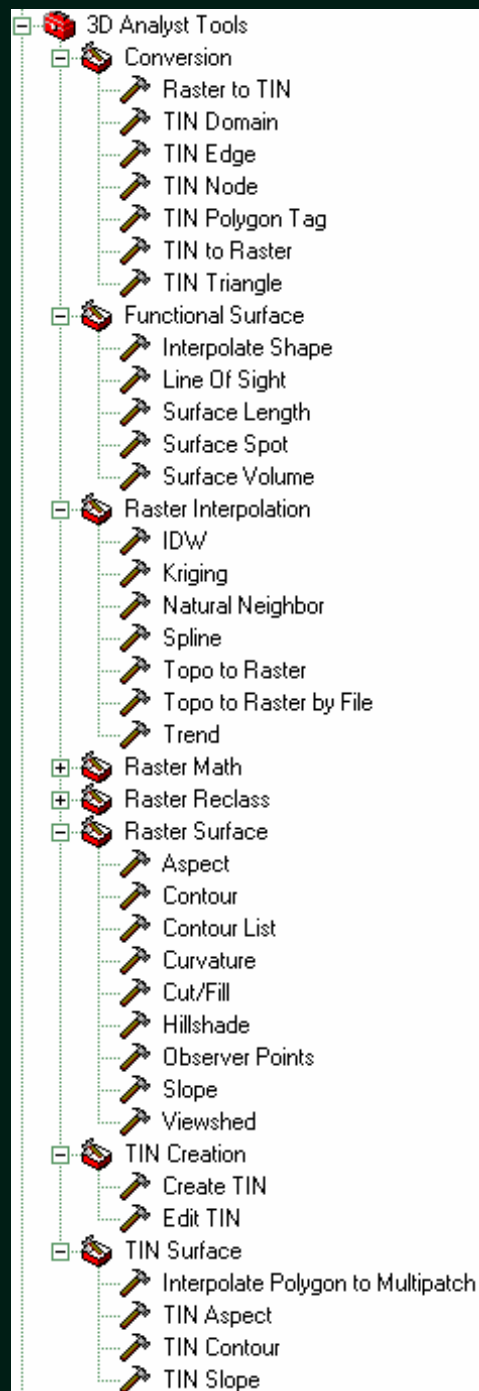 3D Analyst Tools
Conversion
Raster to TIN
TIN Domain
TIN Edge
TIN Node
TIN Polygon Tag
TIN to Raster
TIN Triangle
Functional Surface
Interpolate Shape
Line Of Sight
Surface Length
Surface Spot
Surface Volume
Raster Interpolation
IDW
Kriging
Natural Neighbor
Spline
Topo to Raster
Topo to Raster by File
Trend
Raster Math
Raster Reclass
Raster Surface
Aspect
Contour
Contour List
Curvature
Cut/Fill
Hillshade
Observer Points
Slope
Viewshed
TIN Creation
Create TIN
Edit TIN
TIN Surface
Interpolate Polygon to Multipatch
TIN Aspect
TIN Contour
TIN Slope